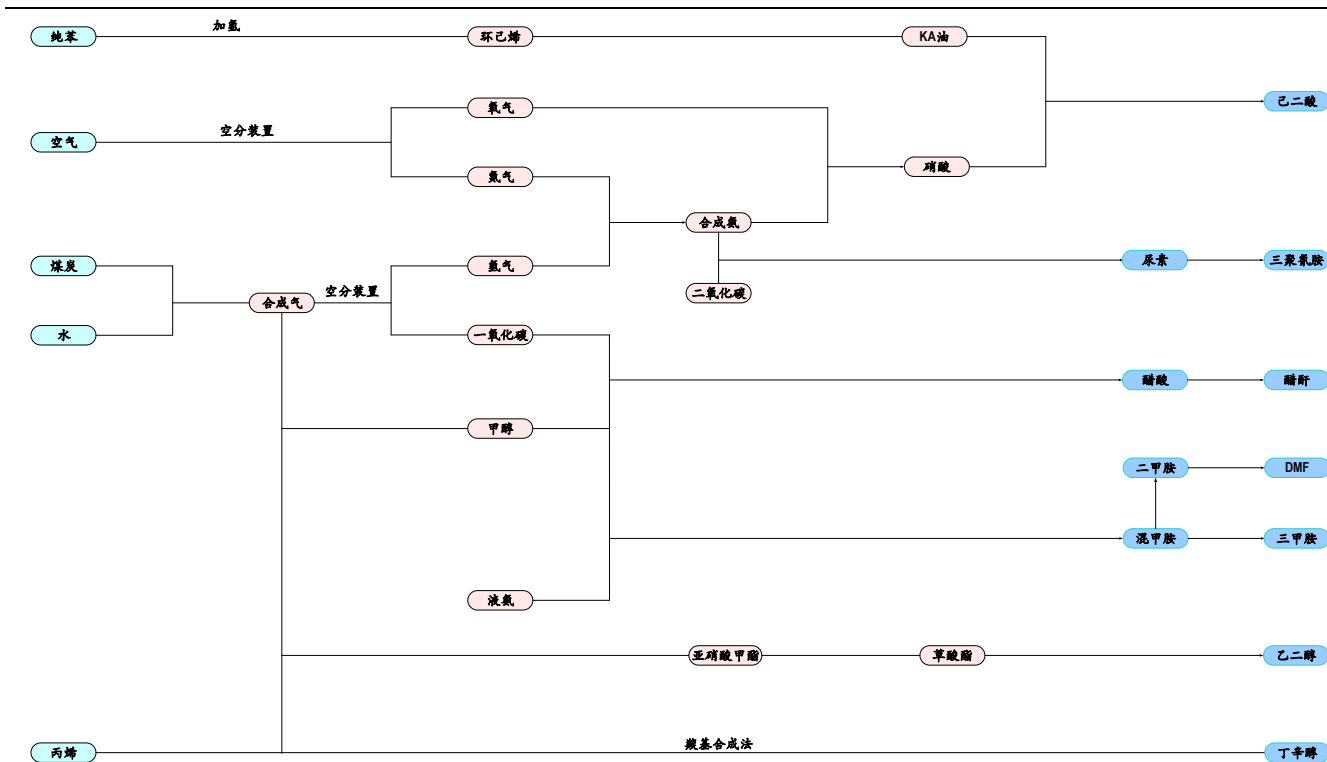 加氢
纯苯
环己烯
KA油
氧气
己二酸
空分装置
空气
硝酸
氮气
合成氨
煤炭
氢气
尿素
三聚氰胺
空分装置
二氧化碳
合成气
水
一氧化碳
醋酸
醋酐
甲醇
二甲胺
DMF
混甲胺
三甲胺
液氨
亚硝酸甲酯
草酸酯
乙二醇
羰基合成法
丙烯
丁辛醇